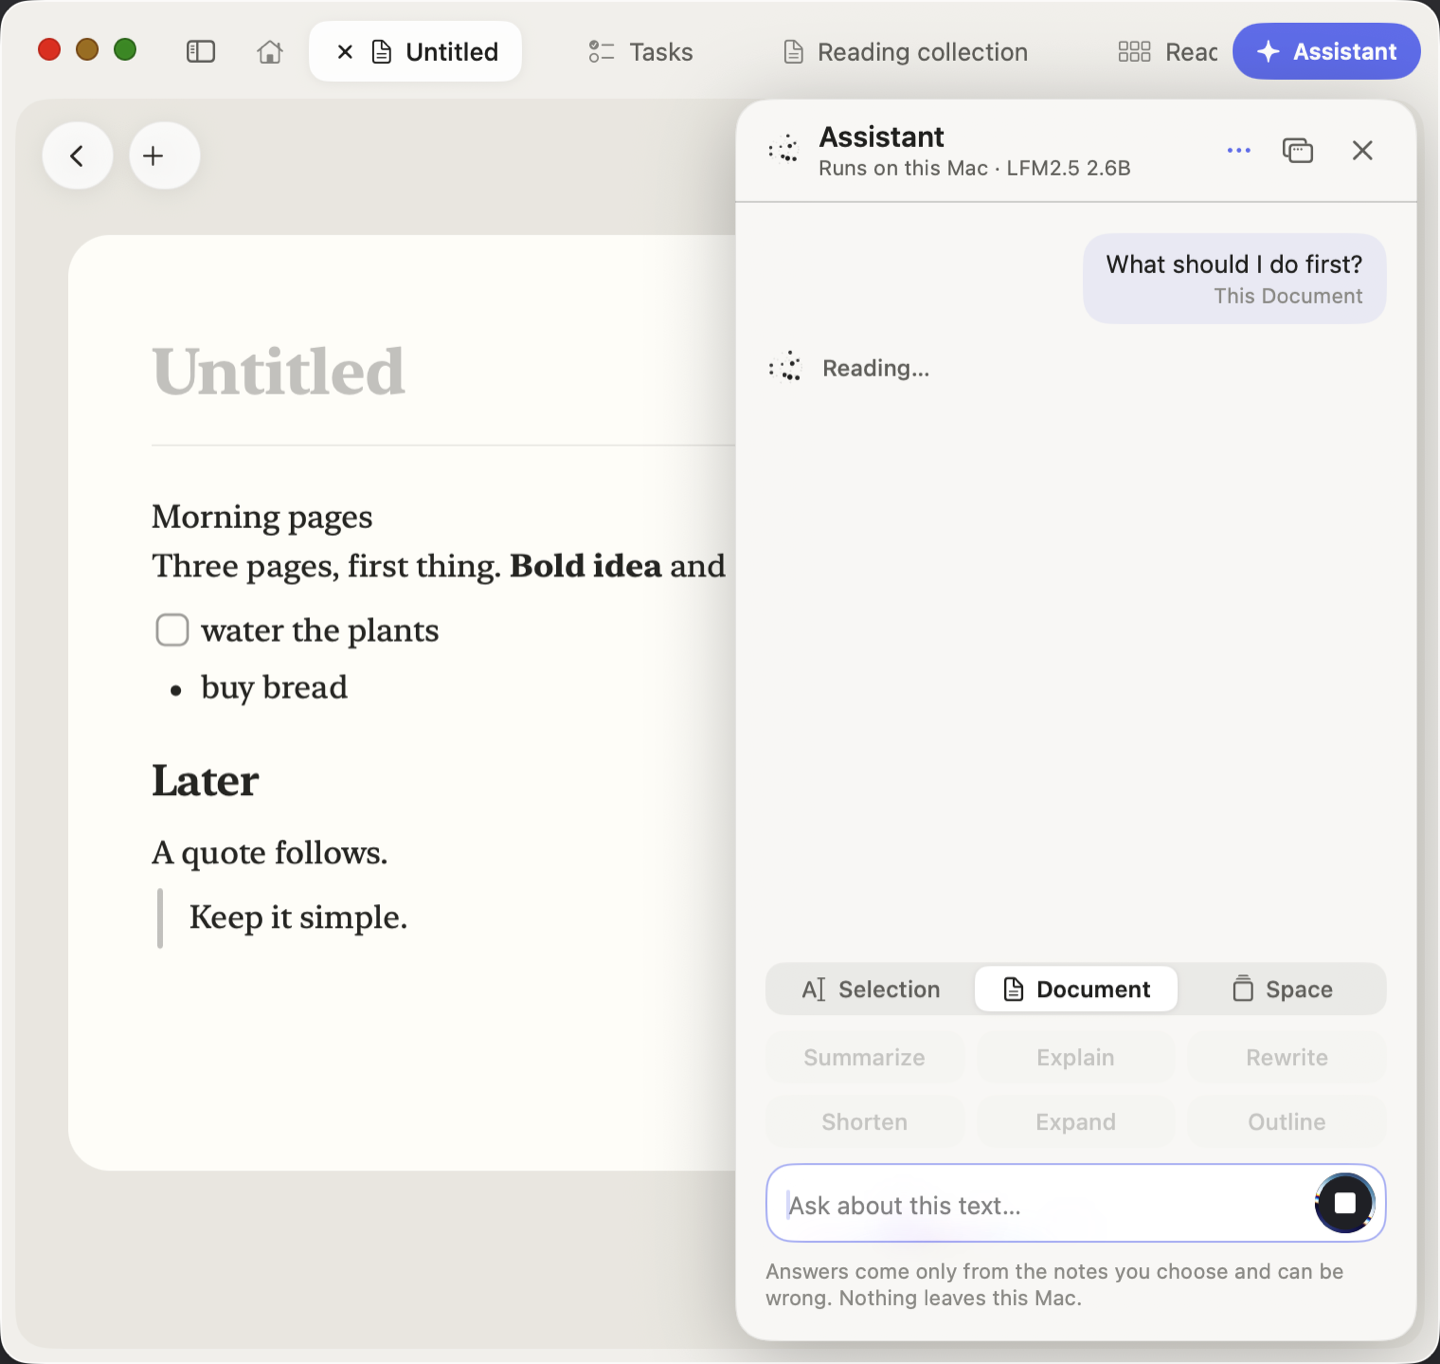 Untitled
Tasks
Reading collection
Reac
Assistant
Untitled
Morning pages
Three pages, first thing. Bold idea and
water the plants
• buy bread
Later
A quote follows.
Keep it simple.
Assistant
Runs on this Mac · LFM2.5 2.6B
What should I do first?
This Document
Reading...
Selection
Document
Space
Summarize
Explain
Rewrite
Shorten
Expand
Outline
Ask about this text...
Answers come only from the notes you choose and can be
wrong. Nothing leaves this Mac.